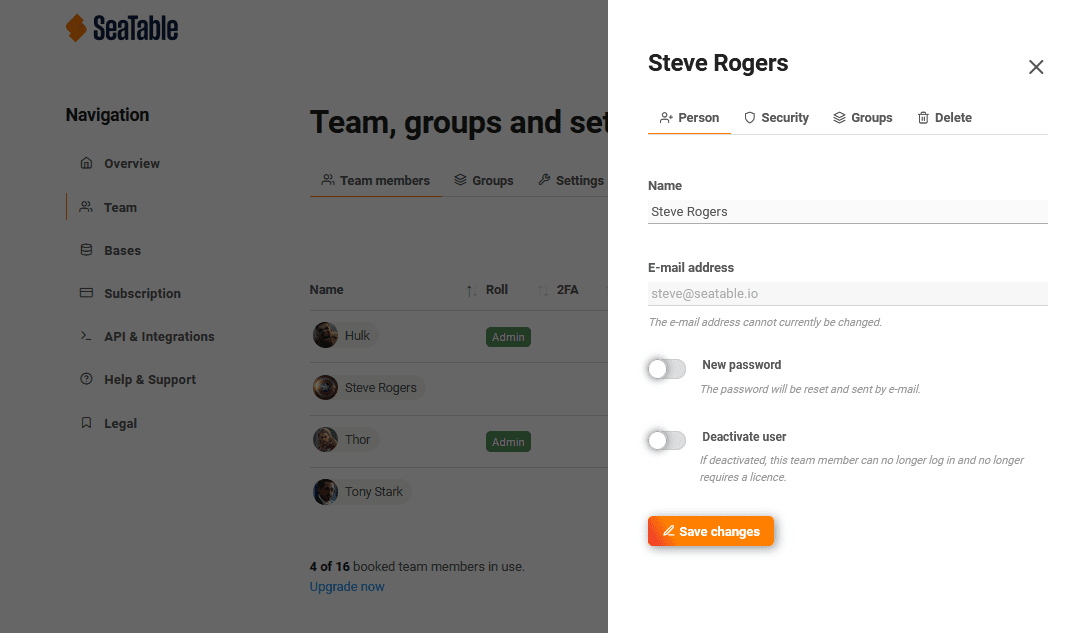 SeaTable
Navigation
Overview
Team
Bases
Subscription
API & Integrations
Help & Support
Legal
Team, groups and set
Team members
Groups
Settings
Name Roll 2FA
Hulk Admin
Steve Rogers
Thor Admin
Tony Stark
4 of 16 booked team members in use.
Upgrade now
Steve Rogers
Person Security Groups Delete
Name
Steve Rogers
E-mail address
steve@seatable.io
The e-mail address cannot currently be changed.
New password
The password will be reset and sent by e-mail.
Deactivate user
If deactivated, this team member can no longer log in and no longer
requires a licence.
Save changes